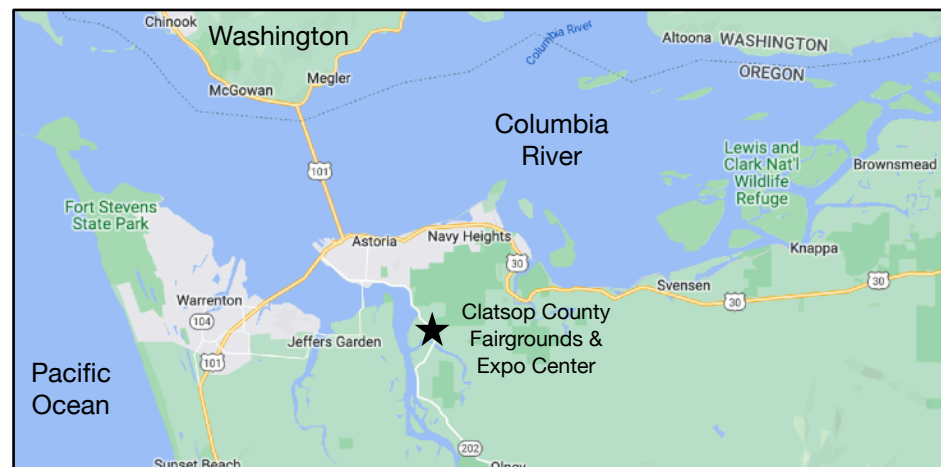 Chinook
Washington
Columbia River
Altoona
WASHINGTON
OREGON
Megler
McGowan
Columbia
River
101
Lewis and
Clark Nat'l
Wildlife
Refuge
Brownsmead
Fort Stevens
State Park
Astoria
Navy Heights
30
Knappa
Svensen
30
30
Warrenton
104
Jeffers Garden
Clatsop County
Fairgrounds &
Expo Center
101
Pacific
Ocean
202
Sunset Beach
Olney